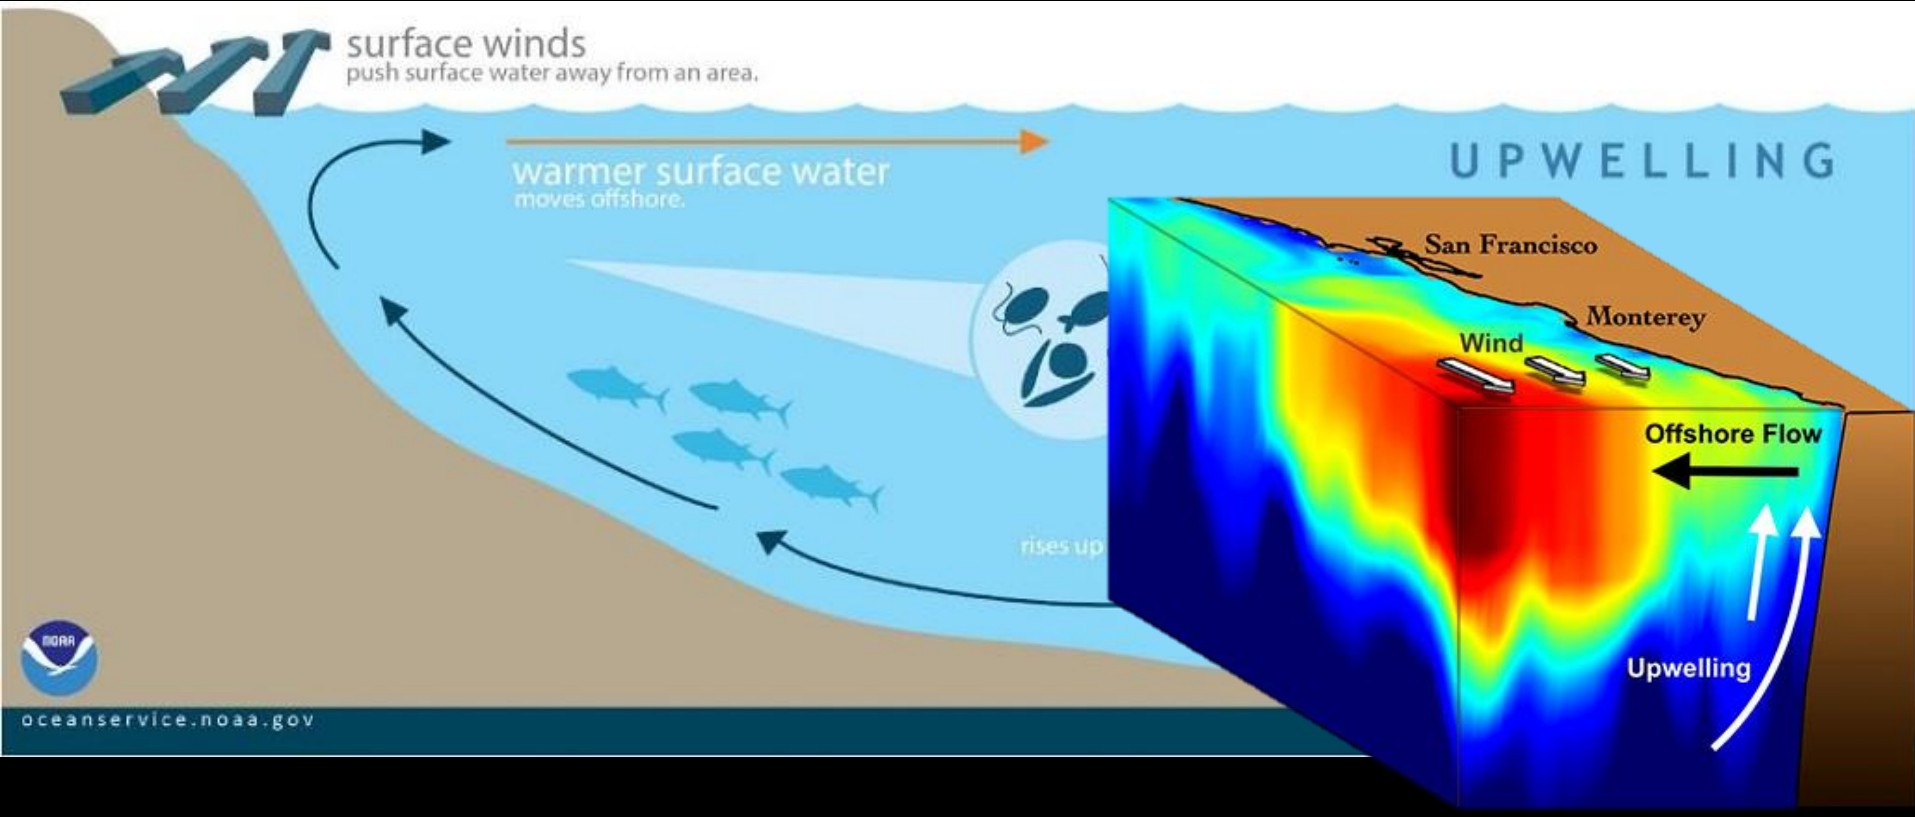 surface winds
push surface water away from an area.
UPWELLING
warmer surface water
moves offshore.
San Francisco
Monterey
Wind
Offshore Flow
rises up
Upwelling
NOAA
oceanservice.noaa.gov